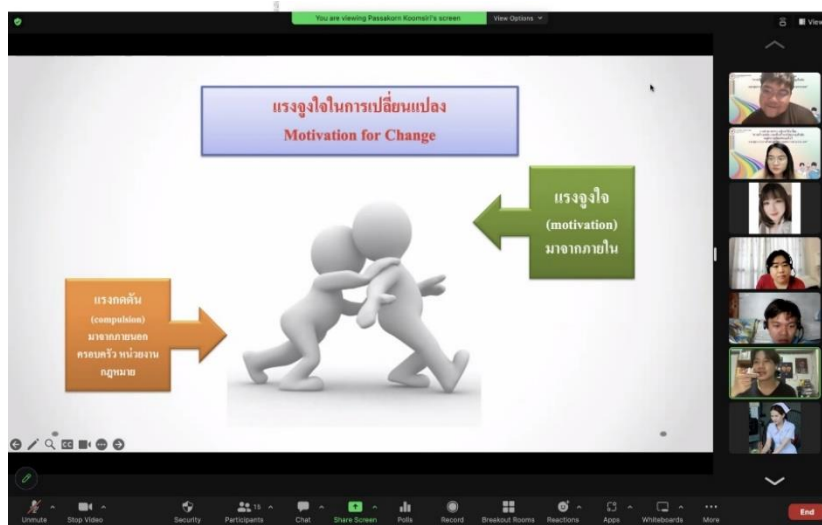 You are viewing Passakorn Koomsiri's screen
View Options
View
แรงจูงใจในการเปลี่ยนแปลง
Motivation for Change
แรงจูงใจ
(motivation)
มาจากภายใน
แรงกดดัน
(compulsion)
มาจากภายนอก
ครอบครัว หน่วยงาน
กฎหมาย
Unmute
Stop Video
Security
Participants
15
Chat
Share Screen
Polls
Record
Breakout Rooms
Reactions
Apps
Whiteboards
More
End